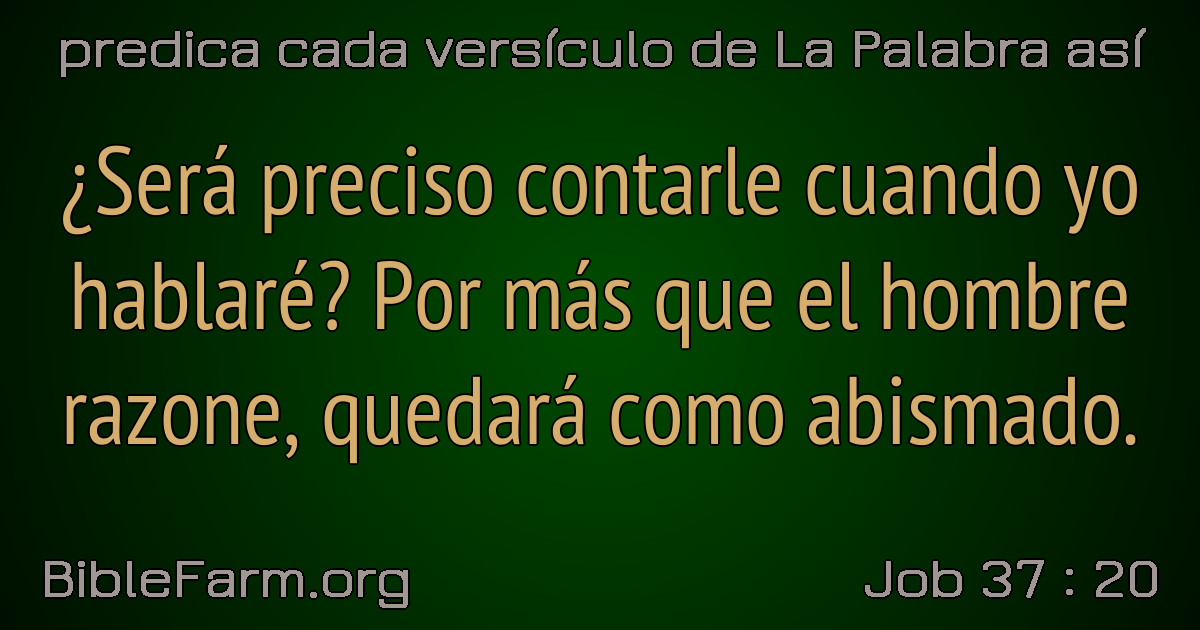 predica cada versículo de La Palabra así
¿Será preciso contarle cuando yo
hablaré? Por más que el hombre
razone, quedará como abismado.
BibleFarm.org
Job 37 : 20